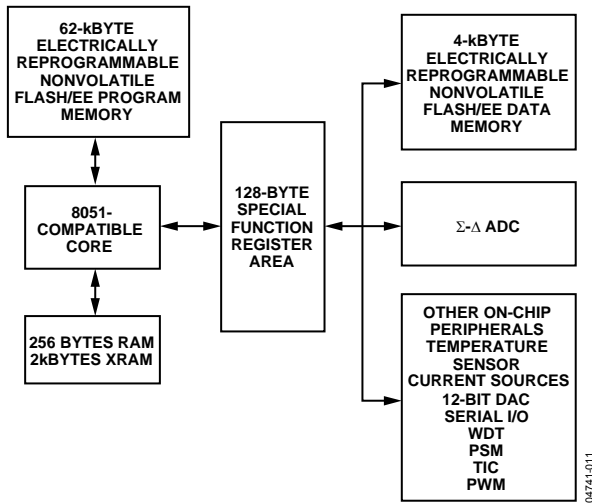 62-kBYTE
ELECTRICALLY
REPROGRAMMABLE
NONVOLATILE
FLASH/EE PROGRAM
MEMORY
8051-
COMPATIBLE
CORE
256 BYTES RAM
2kBYTES XRAM
128-BYTE
SPECIAL
FUNCTION
REGISTER
AREA
4-kBYTE
ELECTRICALLY
REPROGRAMMABLE
NONVOLATILE
FLASH/EE DATA
MEMORY
Σ-Δ ADC
OTHER ON-CHIP
PERIPHERALS
TEMPERATURE
SENSOR
CURRENT SOURCES
12-BIT DAC
SERIAL I/O
WDT
PSM
TIC
PWM
04741-011